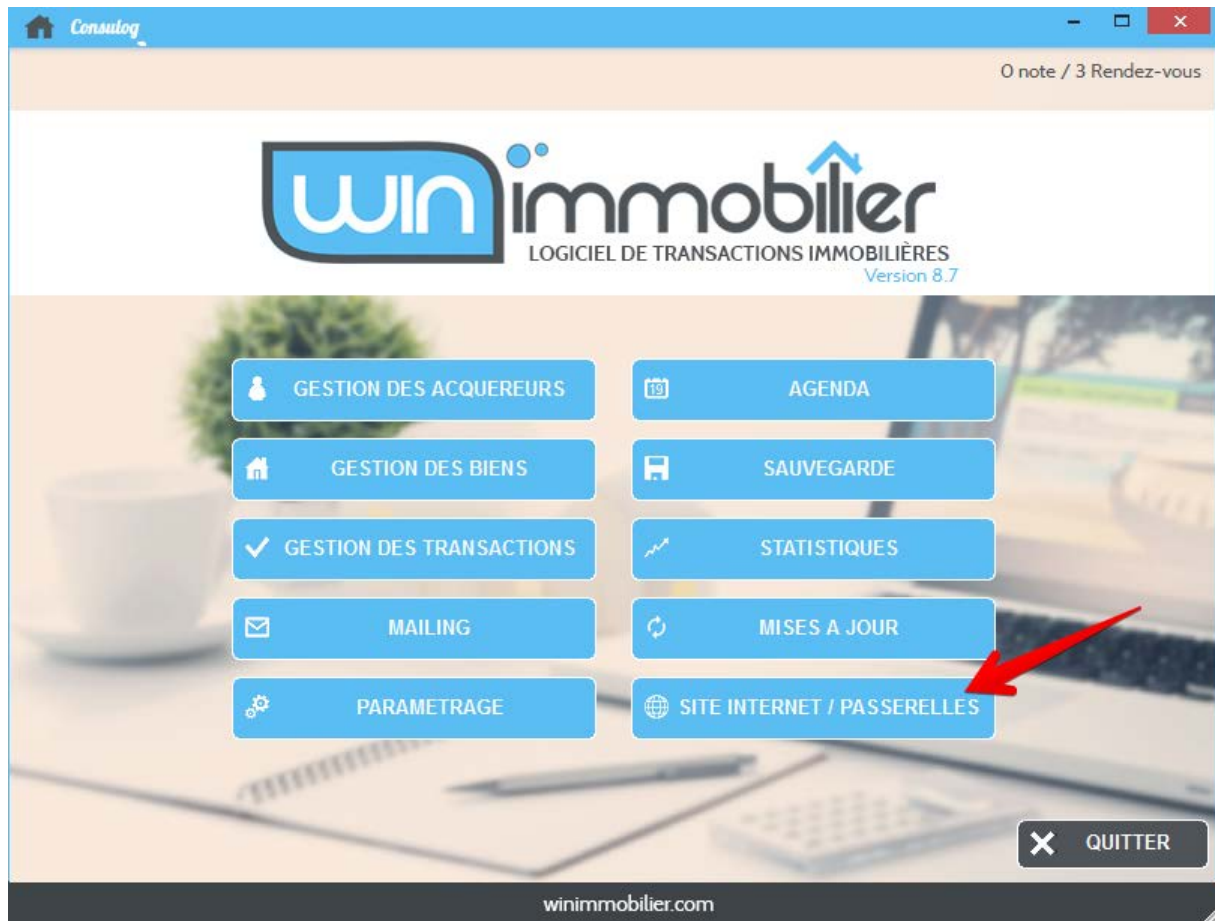 Consulog
0 note / 3 Rendez-vous
win immobilier
LOGICIEL DE TRANSACTIONS IMMOBILIÈRES
Version 8.7
GESTION DES ACQUEREURS
AGENDA
19
GESTION DES BIENS
SAUVEGARDE
GESTION DES TRANSACTIONS
STATISTIQUES
MAILING
MISES A JOUR
PARAMETRAGE
SITE INTERNET / PASSERELLES
QUITTER
winimmobilier.com